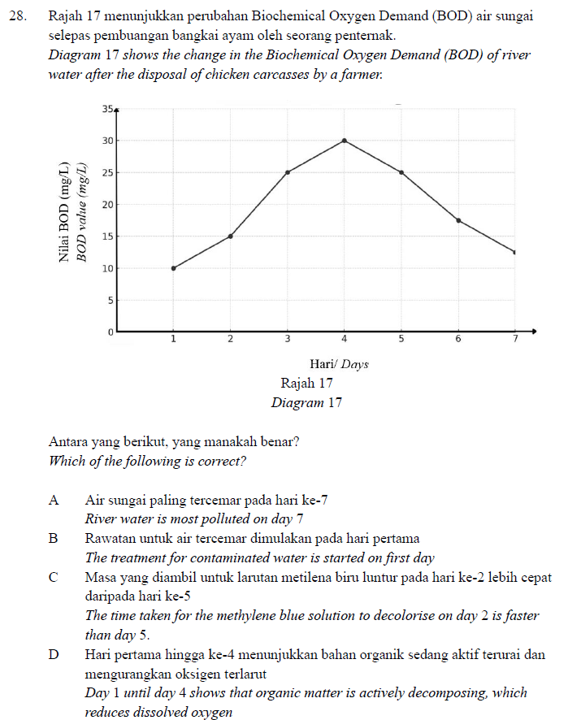 28. Rajah 17 menunjukkan perubahan Biochemical Oxygen Demand (BOD) air sungai
selepas pembuangan bangkai ayam oleh seorang penternak.
Diagram 17 shows the change in the Biochemical Oxygen Demand (BOD) of river
water after the disposal of chicken carcasses by a farmer.
Nilai BOD (mg/L)
BOD value (mg/L)
35
30
25
20
15
10
5
0
1 2 3 4 5 6 7
Hari/ Days
Rajah 17
Diagram 17
Antara yang berikut, yang manakah benar?
Which of the following is correct?
A Air sungai paling tercemar pada hari ke-7
River water is most polluted on day 7
B Rawatan untuk air tercemar dimulakan pada hari pertama
The treatment for contaminated water is started on first day
C Masa yang diambil untuk larutan metilena biru luntur pada hari ke-2 lebih cepat
daripada hari ke-5
The time taken for the methylene blue solution to decolorise on day 2 is faster
than day 5.
D Hari pertama hingga ke-4 menunjukkan bahan organik sedang aktif terurai dan
mengurangkan oksigen terlarut
Day 1 until day 4 shows that organic matter is actively decomposing, which
reduces dissolved oxygen